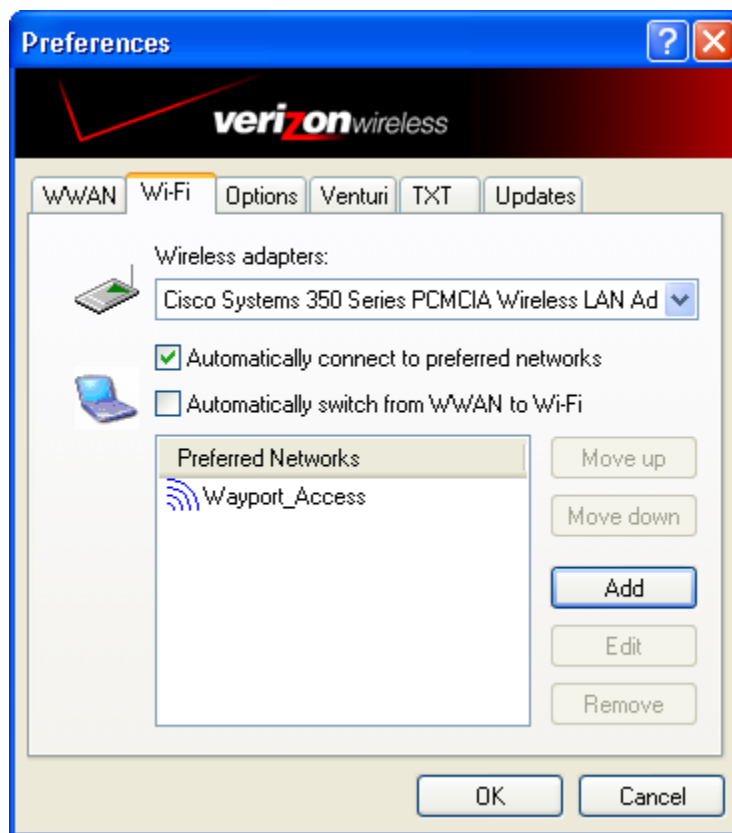 Preferences
verizonwireless
WWAN Wi-Fi Options Venturi TXT Updates
Wireless adapters:
Cisco Systems 350 Series PCMCIA Wireless LAN Ad
Automatically connect to preferred networks
Automatically switch from WWAN to Wi-Fi
Preferred Networks
Wayport_Access
Move up
Move down
Add
Edit
Remove
OK Cancel